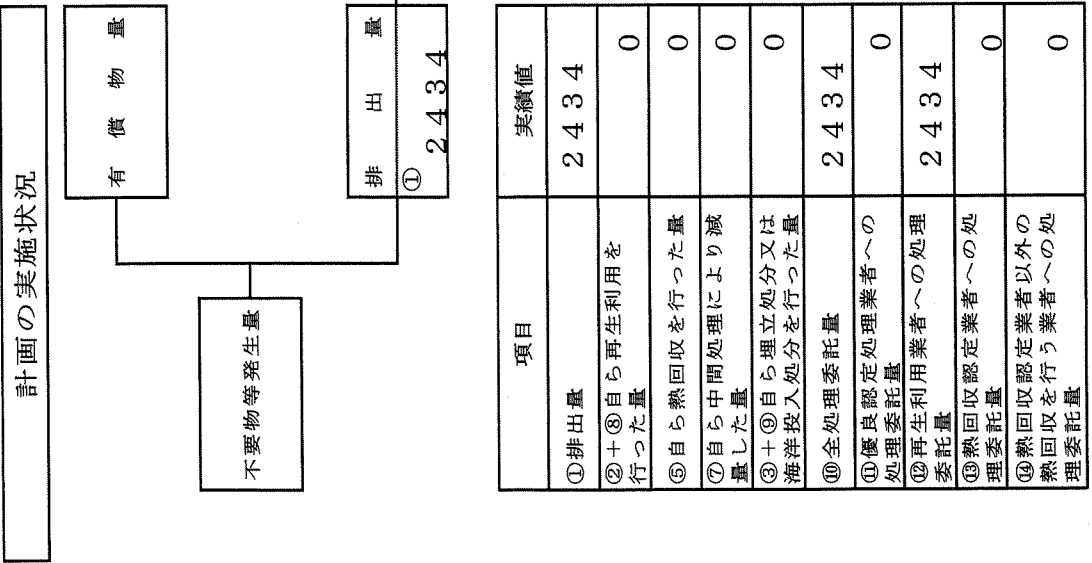 計画の実施状況
有償物量
不要物等発生量
排出量
①
2434
項目 実績値
①排出量 2434
②+⑧自ら再生利用を
行った量 0
⑤自ら熱回収を行った量 0
⑦自ら中間処理により減
量した量 0
③+⑨自ら埋立処分又は
海洋投入処分を行った量 0
⑩全処理委託量 2434
⑪優良認定処理業者への
処理委託量 0
⑫再生利用業者への処理
委託量 2434
⑬熱回収認定業者への処
理委託量 0
⑭熱回収認定業者以外の
熱回収を行う業者への処
理委託量 0